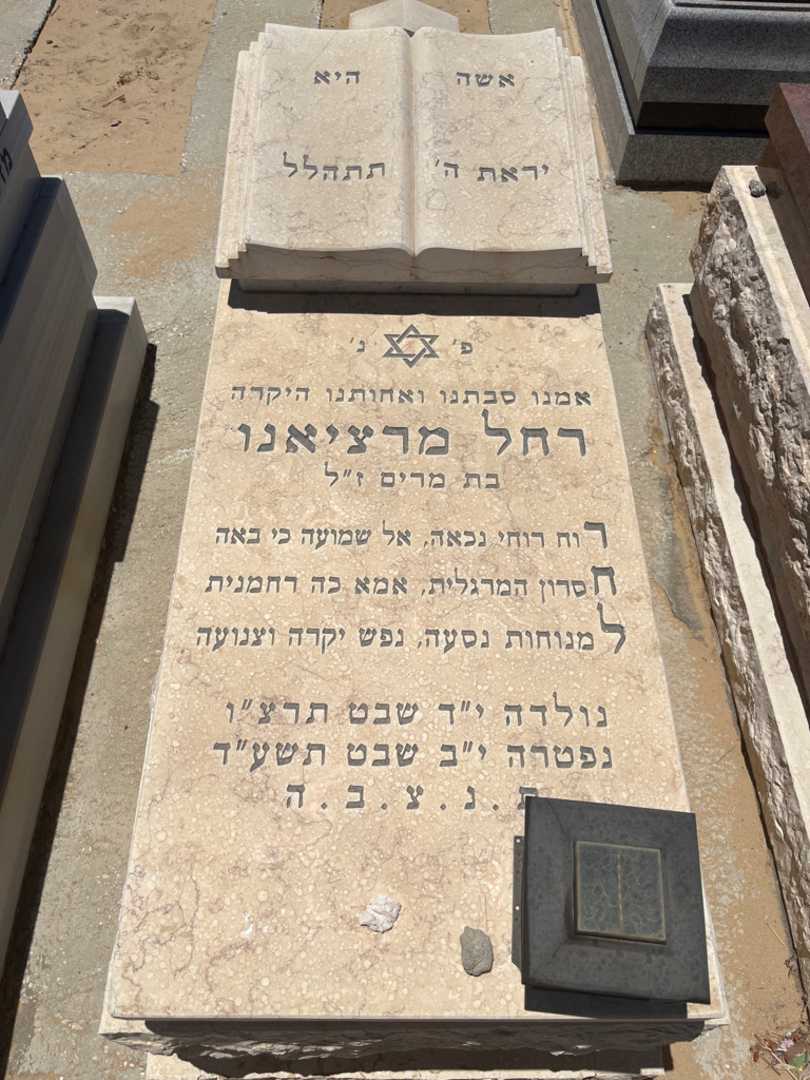 אשה היא
יראת ה׳ תתהלל
פ׳ נ׳
אמנו סבתנו ואחותנו היקרה
רחל מרציאנו
בת מרים ז"ל
רוח רוחי נכאה, אל שמועה כי באה
חסרון המרגלית, אמא כה רחמנית
למנוחות נסעה, נפש יקרה וצנועה
נולדה י"ד שבט תרצ"ו
נפטרה י"ב שבט תשע"ד
ת.נ.צ.ב.ה